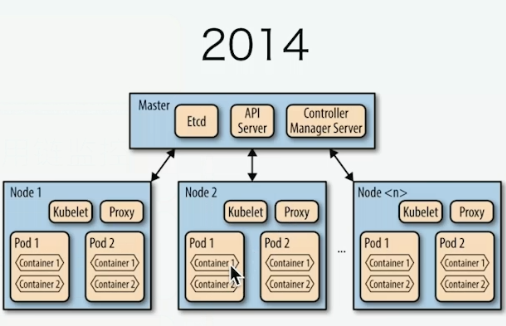 2014
Master
Etcd
API
Server
Controller
Manager Server
Node 1
Kubelet
Proxy
Pod 1
Container 1
Container 2
Pod 2
Container 1
Container 2
Node 2
Kubelet
Proxy
Pod 1
Container 1
Container 2
Pod 2
Container 1
Container 2
...
Node <n>
Kubelet
Proxy
Pod 1
Container 1
Container 2
Pod 2
Container 1
Container 2